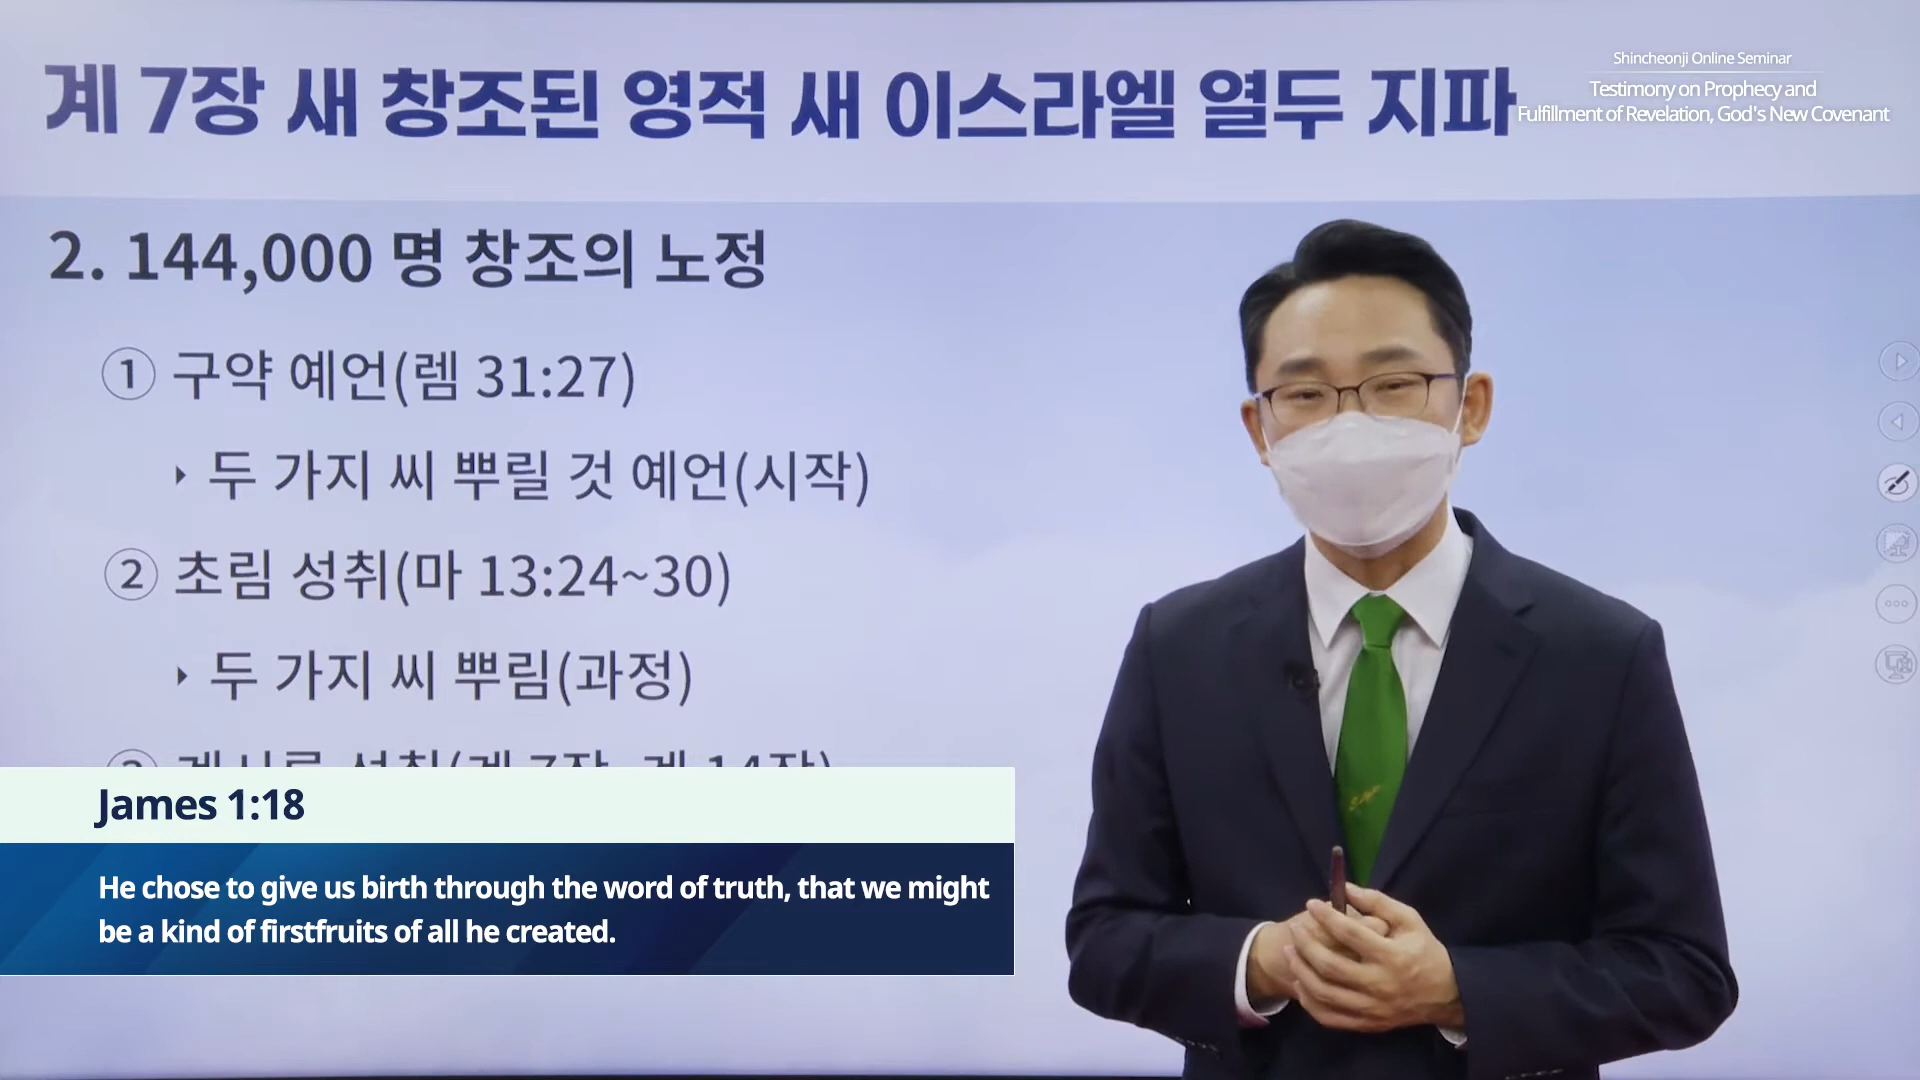 계 7장 새 창조된 영적 새 이스라엘 열두 지파
Shincheonji Online Seminar
Testimony on Prophecy and
Fulfillment of Revelation, God's New Covenant
2. 144,000 명 창조의 노정
① 구약 예언(렘 31:27)
▸ 두 가지 씨 뿌릴 것 예언(시작)
② 초림 성취(마 13:24~30)
▸ 두 가지 씨 뿌림(과정)
James 1:18
He chose to give us birth through the word of truth, that we might
be a kind of firstfruits of all he created.